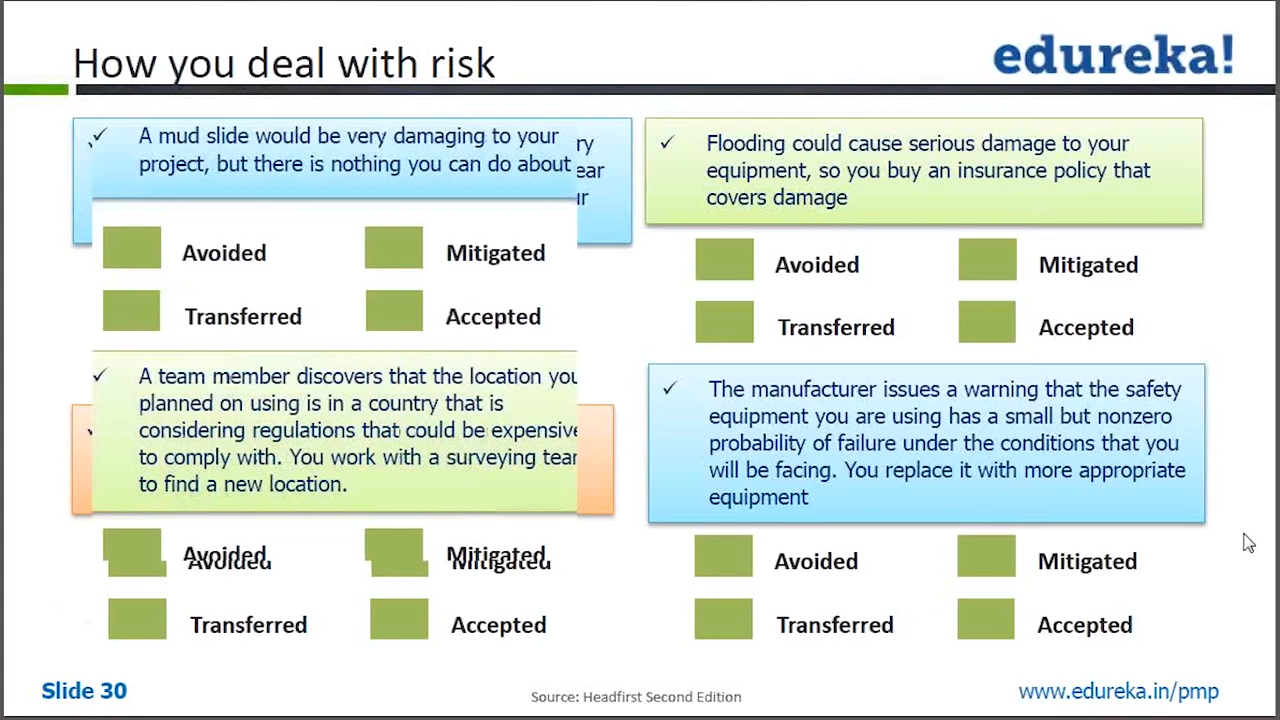 How you deal with risk
edureka!
✓ A mud slide would be very damaging to your
project, but there is nothing you can do about
ry
ear
ur
Avoided
Mitigated
Transferred
Accepted
✓ Flooding could cause serious damage to your
equipment, so you buy an insurance policy that
covers damage
Avoided
Mitigated
Transferred
Accepted
✓ A team member discovers that the location you
planned on using is in a country that is
considering regulations that could be expensive
to comply with. You work with a surveying tear
to find a new location.
Avoided
Mitigated
Avoided
Mitigated
Transferred
Accepted
✓ The manufacturer issues a warning that the safety
equipment you are using has a small but nonzero
probability of failure under the conditions that you
will be facing. You replace it with more appropriate
equipment
Avoided
Mitigated
Transferred
Accepted
Slide 30
Source: Headfirst Second Edition
www.edureka.in/pmp